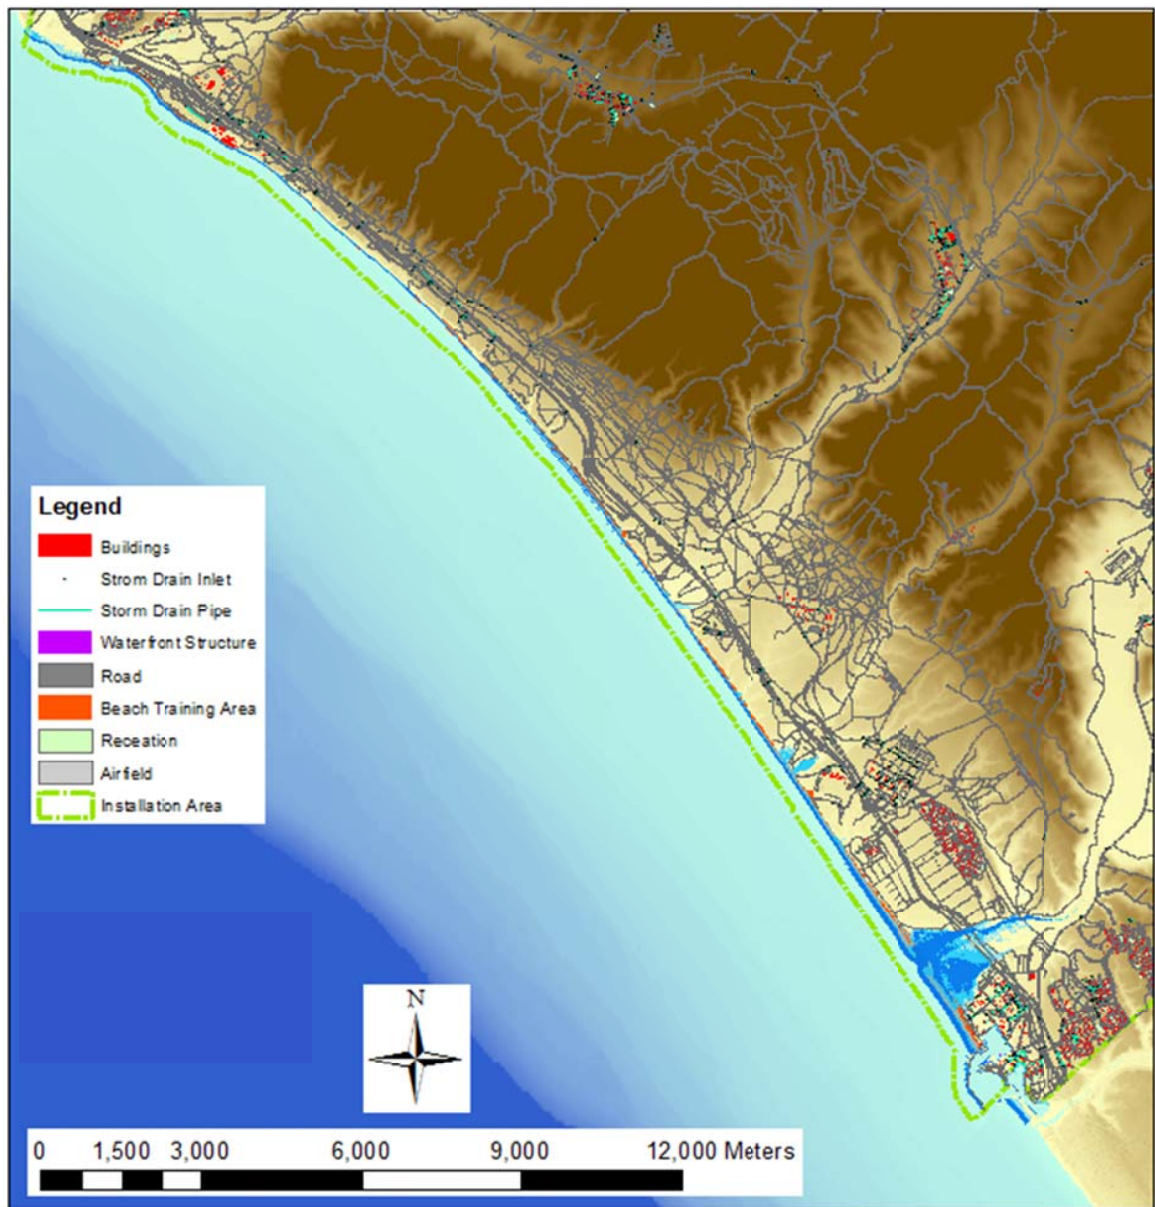 Legend
Buildings
Strom Drain Inlet
Storm Drain Pipe
Waterfront Structure
Road
Beach Training Area
Receation
Airfield
Installation Area
N
0 1,500 3,000 6,000 9,000 12,000 Meters